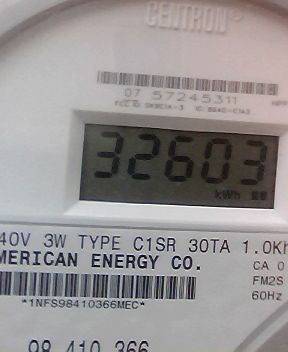 CENTRON®
07 57245311
32603
kWh
40V 3W TYPE C1SR 30TA 1.0Kh
MERICAN ENERGY CO.
CA 0
FM2S
60Hz
*1NFS98410366MEC*
98 410 366